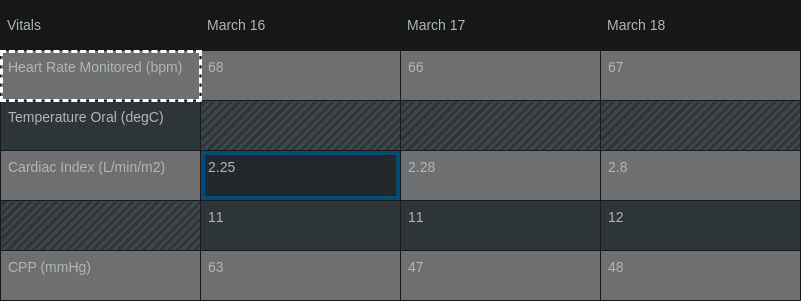 Vitals March 16 March 17 March 18
Heart Rate Monitored (bpm) 68 66 67
Temperature Oral (degC)
Cardiac Index (L/min/m2) 2.25 2.28 2.8
11 11 12
CPP (mmHg) 63 47 48